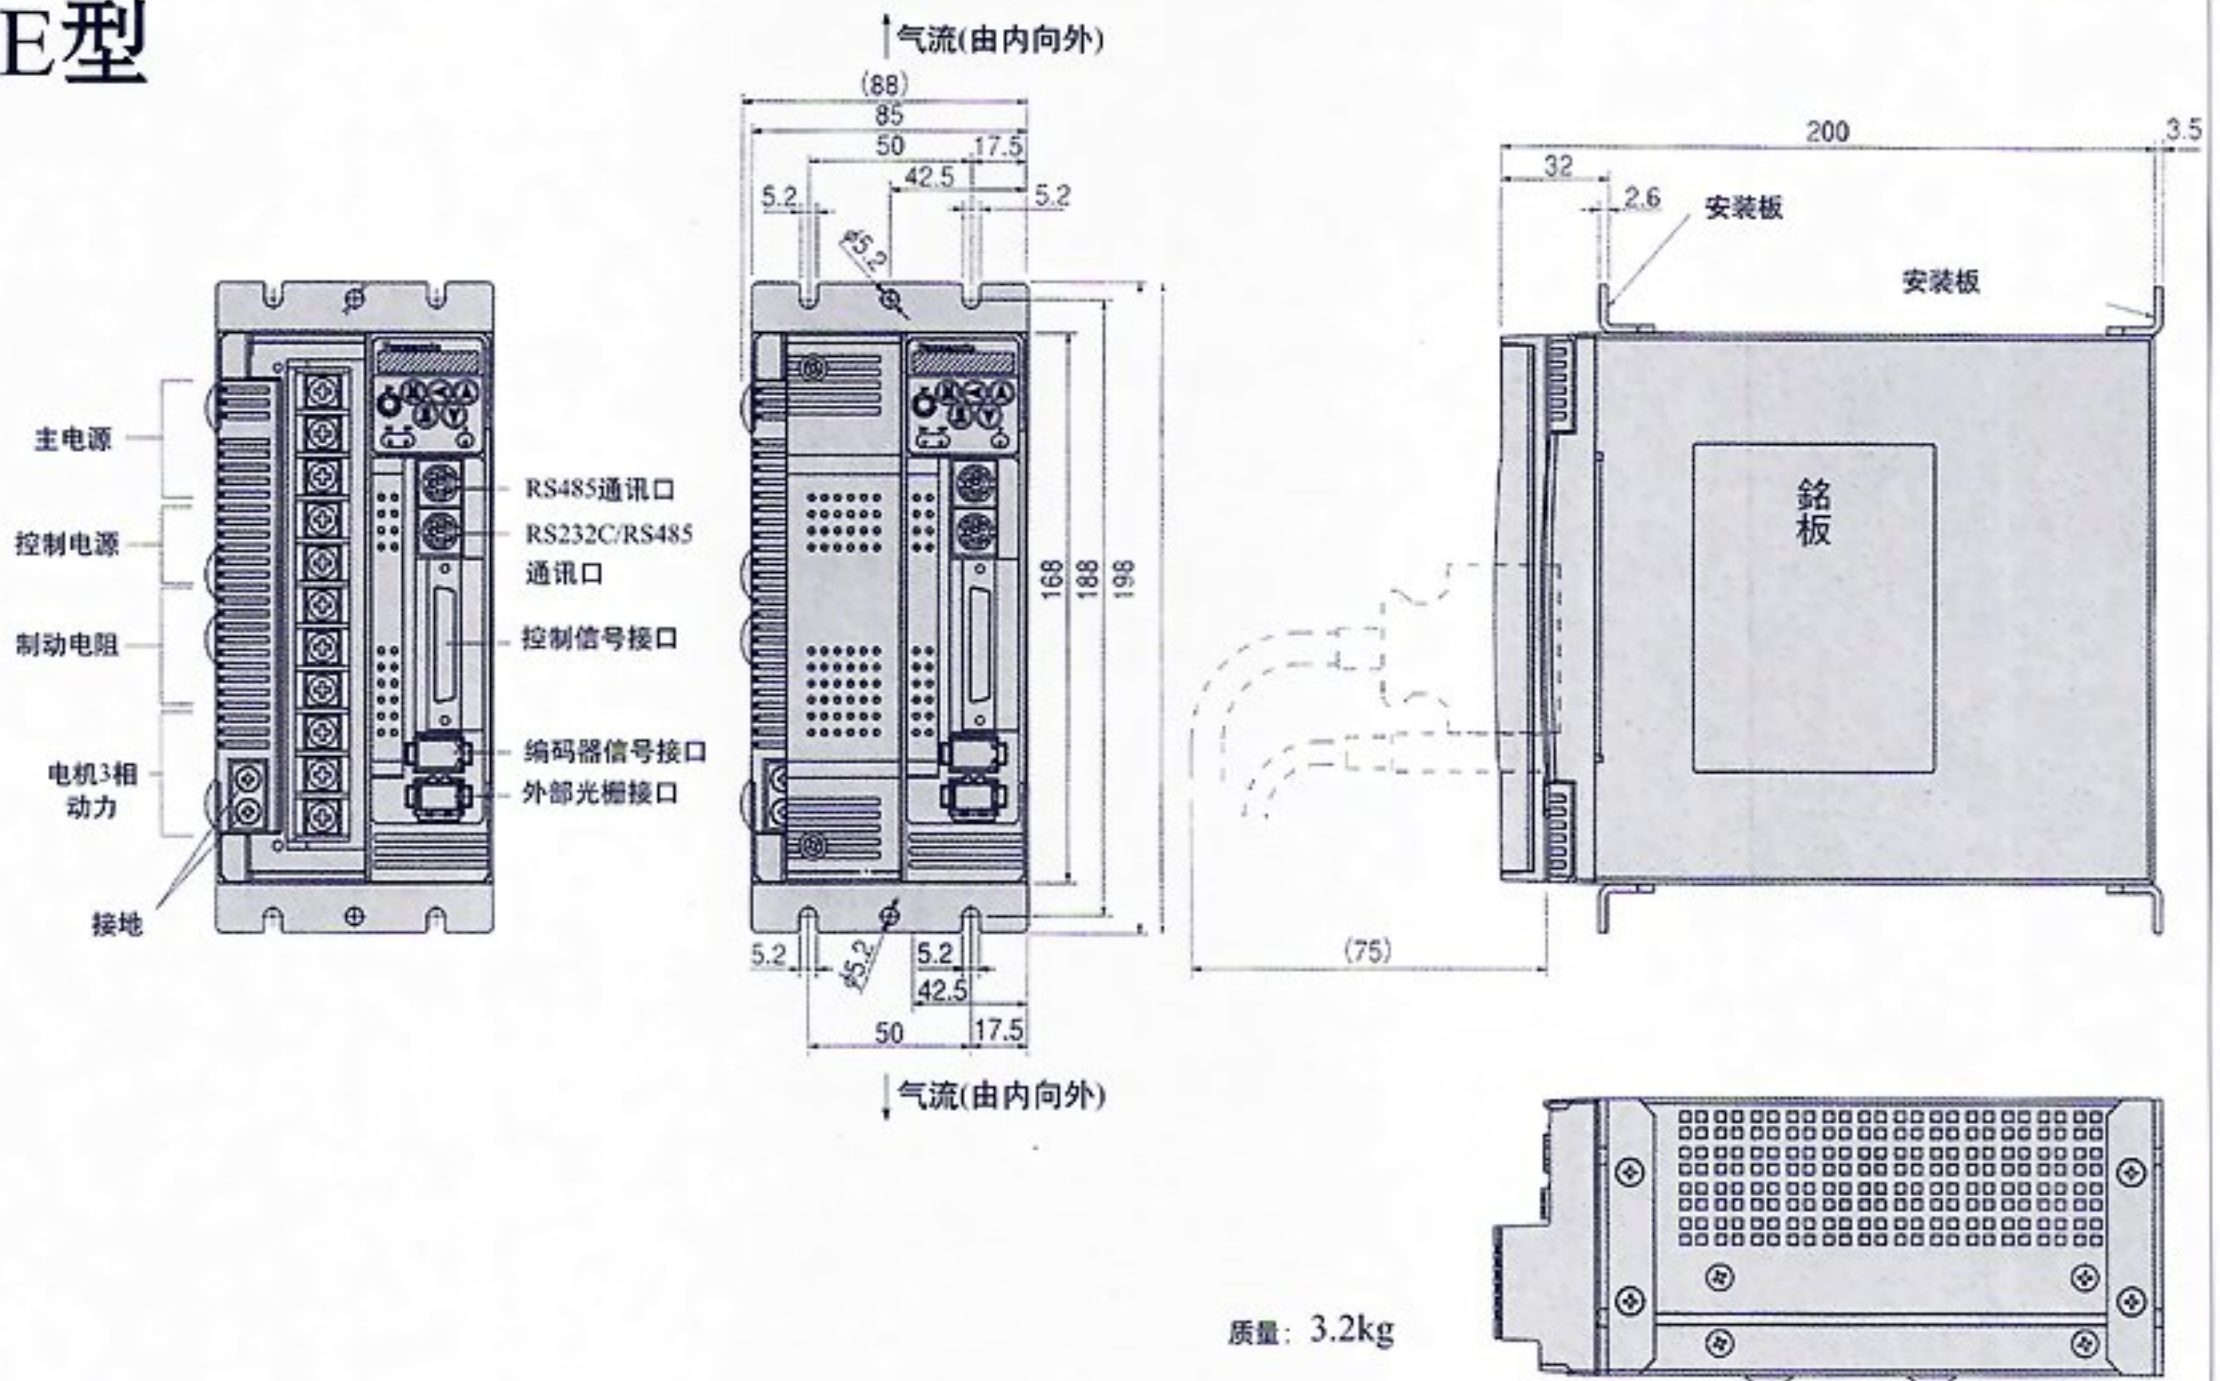 E型
气流(由内向外)
(88)
85
50
17.5
42.5
5.2
5.2
ø5.2
168
188
198
5.2
ø5.2
5.2
42.5
50
17.5
气流(由内向外)
主电源
控制电源
制动电阻
电机3相
动力
接地
Panasonic
RS485通讯口
RS232C/RS485
通讯口
控制信号接口
编码器信号接口
外部光栅接口
Panasonic
200
3.5
32
2.6
安装板
安装板
銘
板
(75)
质量: 3.2kg